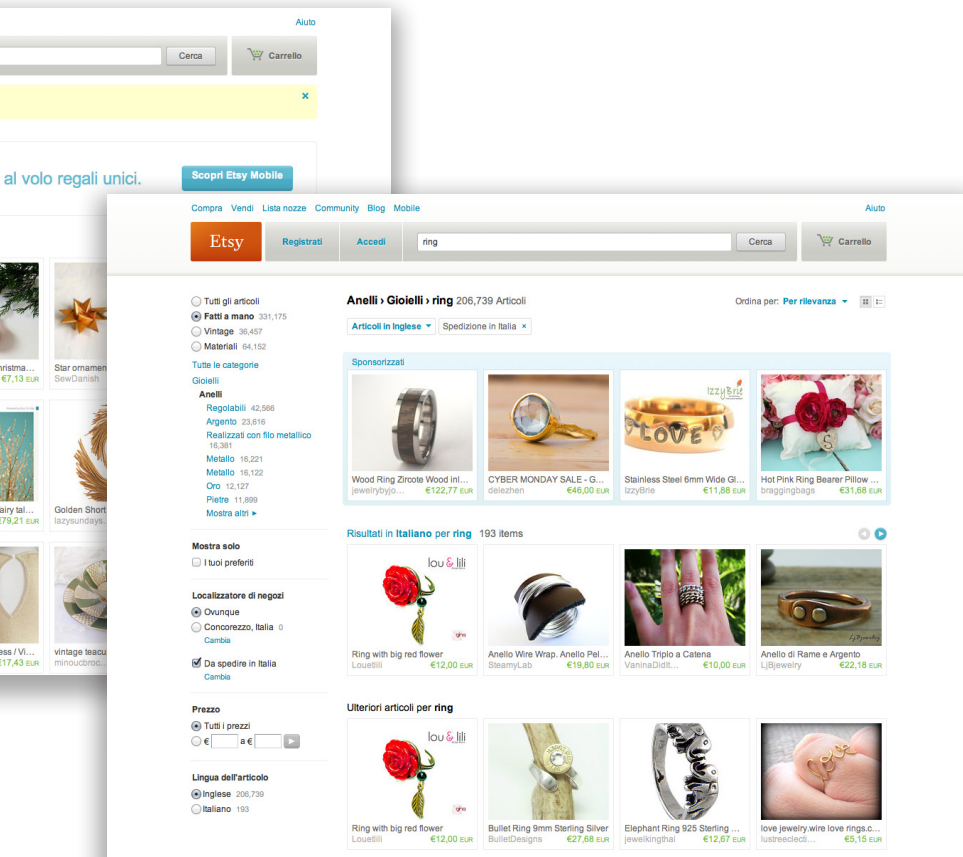 Aiuto
Cerca
Carrello
×
al volo regali unici.
Scopri Etsy Mobile
€7,13 EUR
Star ornamen
SewDanish
€79,21 EUR
Golden Short
lazysundays
€17,43 EUR
vintage teacu
minoucbroc...
Compra Vendi Lista nozze Community Blog Mobile
Aiuto
Etsy
Registrati
Accedi
ring
Cerca
Carrello
Tutti gli articoli
Fatti a mano 331,175
Vintage 36,457
Materiali 64,152
Tutte le categorie
Gioielli
Anelli
Regolabili 42,566
Argento 23,616
Realizzati con filo metallico
16,381
Metallo 16,221
Metallo 16,122
Oro 12,127
Pietre 11,899
Mostra altri ►
Mostra solo
I tuoi preferiti
Localizzatore di negozi
Ovunque
Concorezzo, Italia 0
Cambia
Da spedire in Italia
Cambia
Prezzo
Tutti i prezzi
€ a €
Lingua dell'articolo
Inglese 206,739
Italiano 193
Anelli › Gioielli › ring 206,739 Articoli
Ordina per: Per rilevanza
Articoli in Inglese
Spedizione in Italia ×
Sponsorizzati
IzzyBrie
LOVE
S
Wood Ring Zircote Wood inl...
jewelrybyjo... €122,77 EUR
CYBER MONDAY SALE - G...
delezhen €46,00 EUR
Stainless Steel 6mm Wide Gl...
IzzyBrie €11,88 EUR
Hot Pink Ring Bearer Pillow ...
braggingbags €31,68 EUR
Risultati in Italiano per ring 193 items
lou & lili
LjBjewelry
Ring with big red flower
Louetlili €12,00 EUR
Anello Wire Wrap. Anello Pel...
SteamyLab €19,80 EUR
Anello Triplo a Catena
VaninaDidIt... €10,00 EUR
Anello di Rame e Argento
LjBjewelry €22,18 EUR
Ulteriori articoli per ring
lou & lili
Ring with big red flower
Louetlili €12,00 EUR
Bullet Ring 9mm Sterling Silver
BulletDesigns €27,68 EUR
Elephant Ring 925 Sterling ...
jewelkingthai €12,67 EUR
love jewelry.wire love rings.c...
lustreeclecti... €5,15 EUR